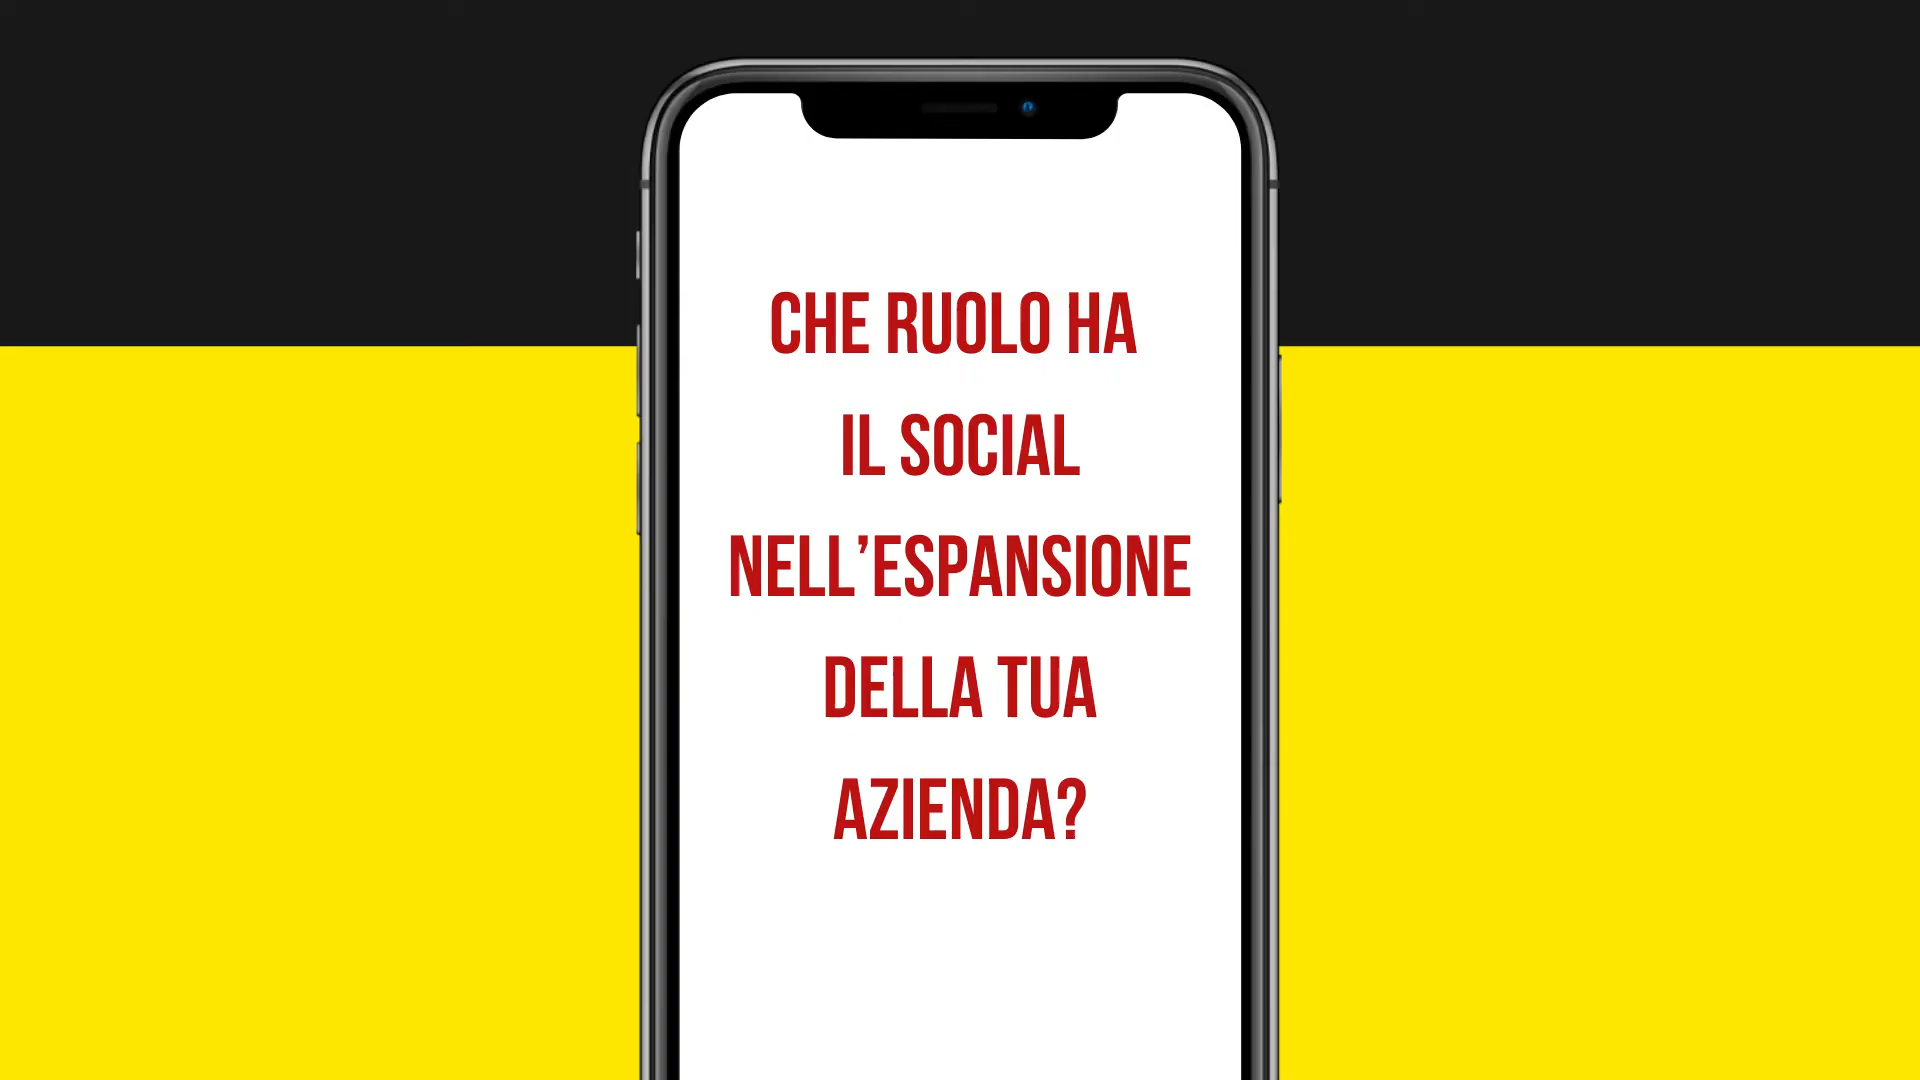 CHE RUOLO HA
IL SOCIAL
NELL’ESPANSIONE
DELLA TUA
AZIENDA?